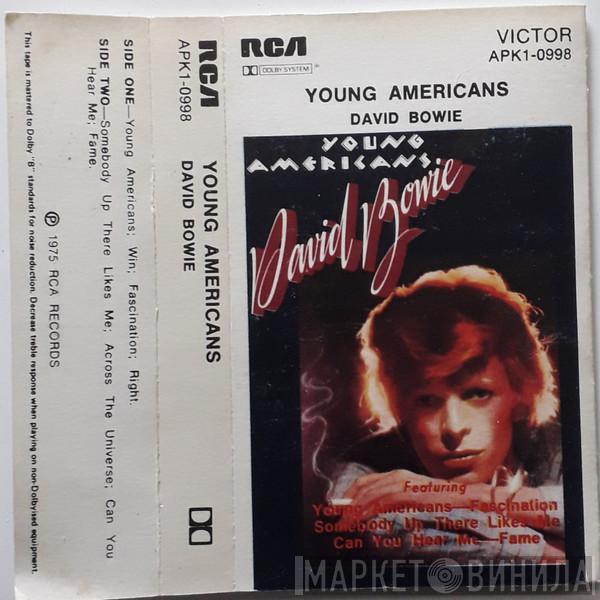 This tape is mastered to Dolby "B" standards for noise reduction. Decrease treble response when playing on non-Dolbyised equipment.
℗ 1975 RCA RECORDS
SIDE ONE—Young Americans; Win; Fascination; Right.
SIDE TWO—Somebody Up There Likes Me; Across The Universe; Can You
Hear Me; Fame.
RCA
APK1-0998
YOUNG AMERICANS
DAVID BOWIE
RCA
DOLBY SYSTEM ®
VICTOR
APK1-0998
YOUNG AMERICANS
DAVID BOWIE
YOUNG
AMERICANS
David Bowie
Featuring
Young Americans—Fascination
Somebody Up There Likes Me
Can You Hear Me—Fame
МАРКЕТ ВИНИЛА